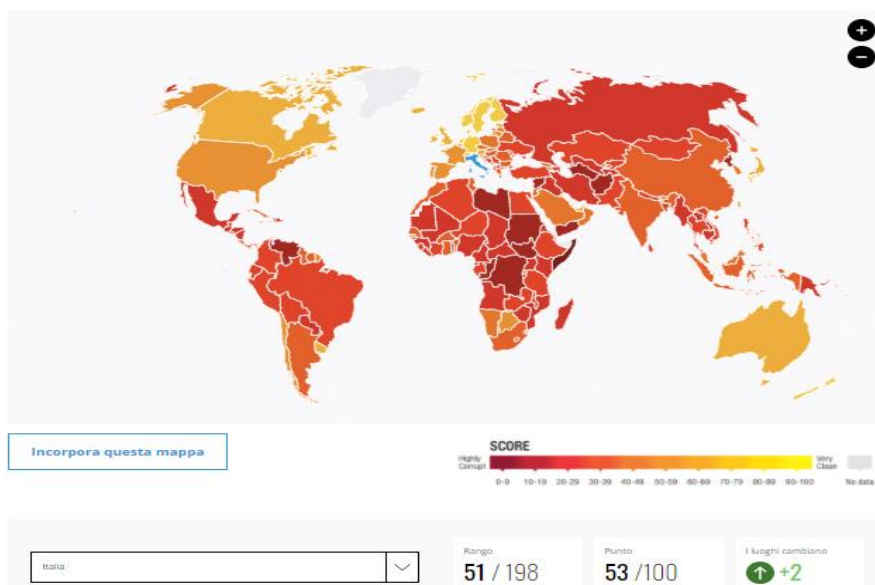 +
−
Incorpora questa mappa
SCORE
Highly Corrupt
Very Clean
0-9 10-19 20-29 30-39 40-49 50-59 60-69 70-79 80-89 90-100 No data
Italia
Rango
51 / 198
Punto
53 /100
I luoghi cambiano
+2